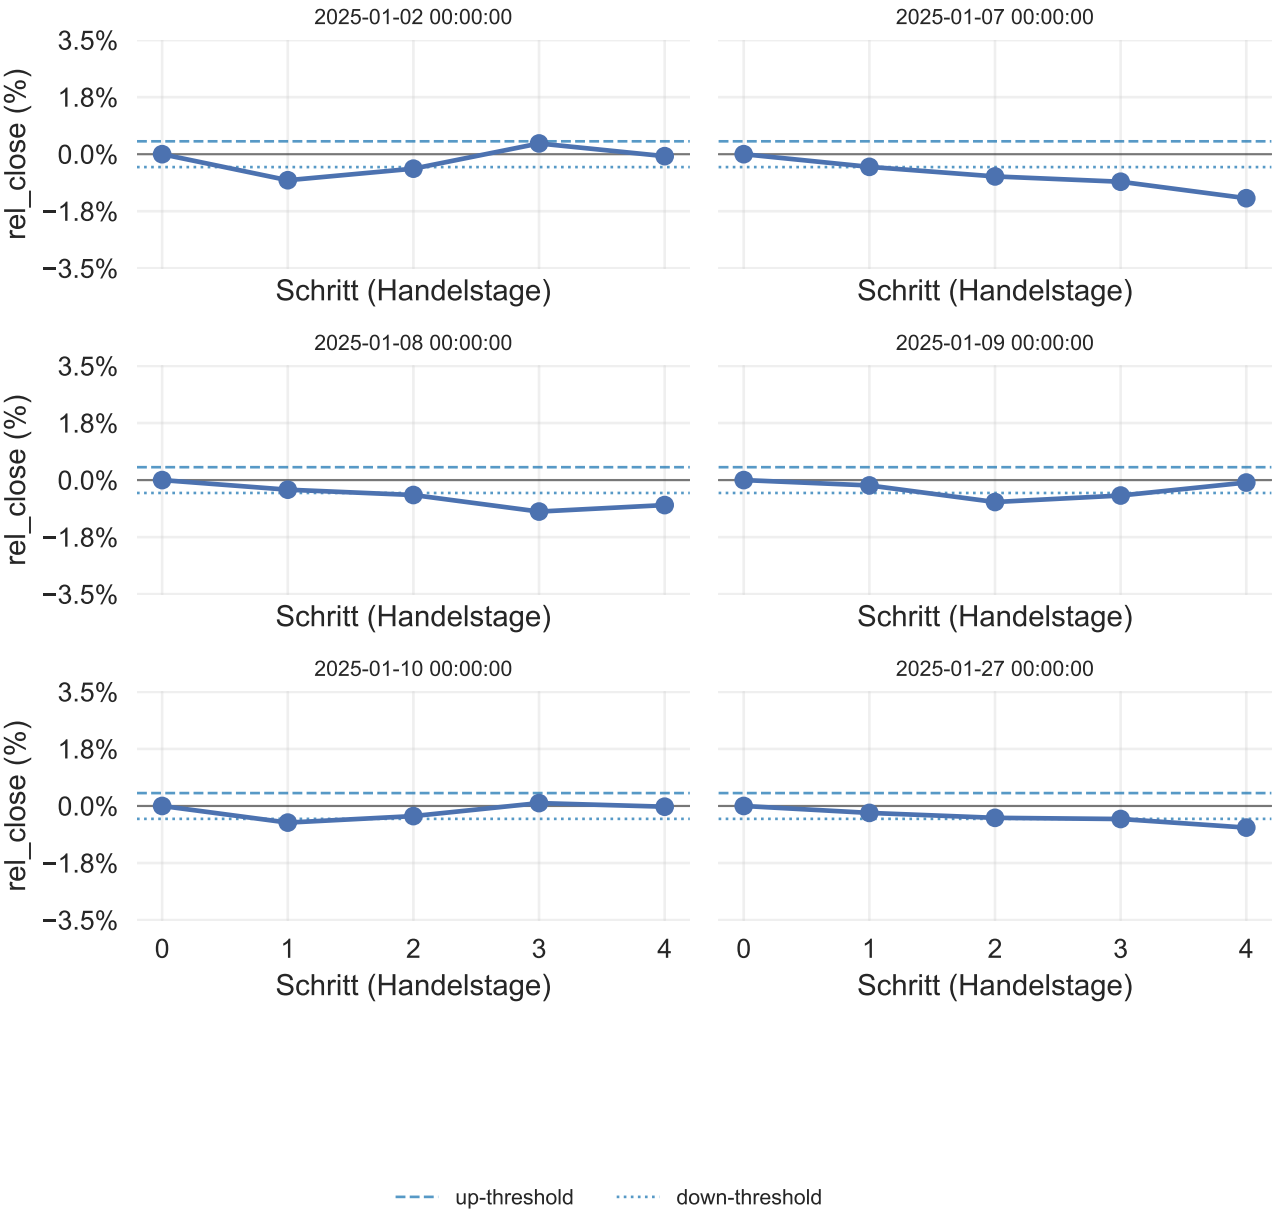 2025-01-02 00:00:00
2025-01-07 00:00:00
3.5%
1.8%
0.0%
−1.8%
−3.5%
rel_close (%)
Schritt (Handelstage)
Schritt (Handelstage)
2025-01-08 00:00:00
2025-01-09 00:00:00
3.5%
1.8%
0.0%
−1.8%
−3.5%
rel_close (%)
Schritt (Handelstage)
Schritt (Handelstage)
2025-01-10 00:00:00
2025-01-27 00:00:00
3.5%
1.8%
0.0%
−1.8%
−3.5%
rel_close (%)
0 1 2 3 4
0 1 2 3 4
Schritt (Handelstage)
Schritt (Handelstage)
up-threshold
down-threshold